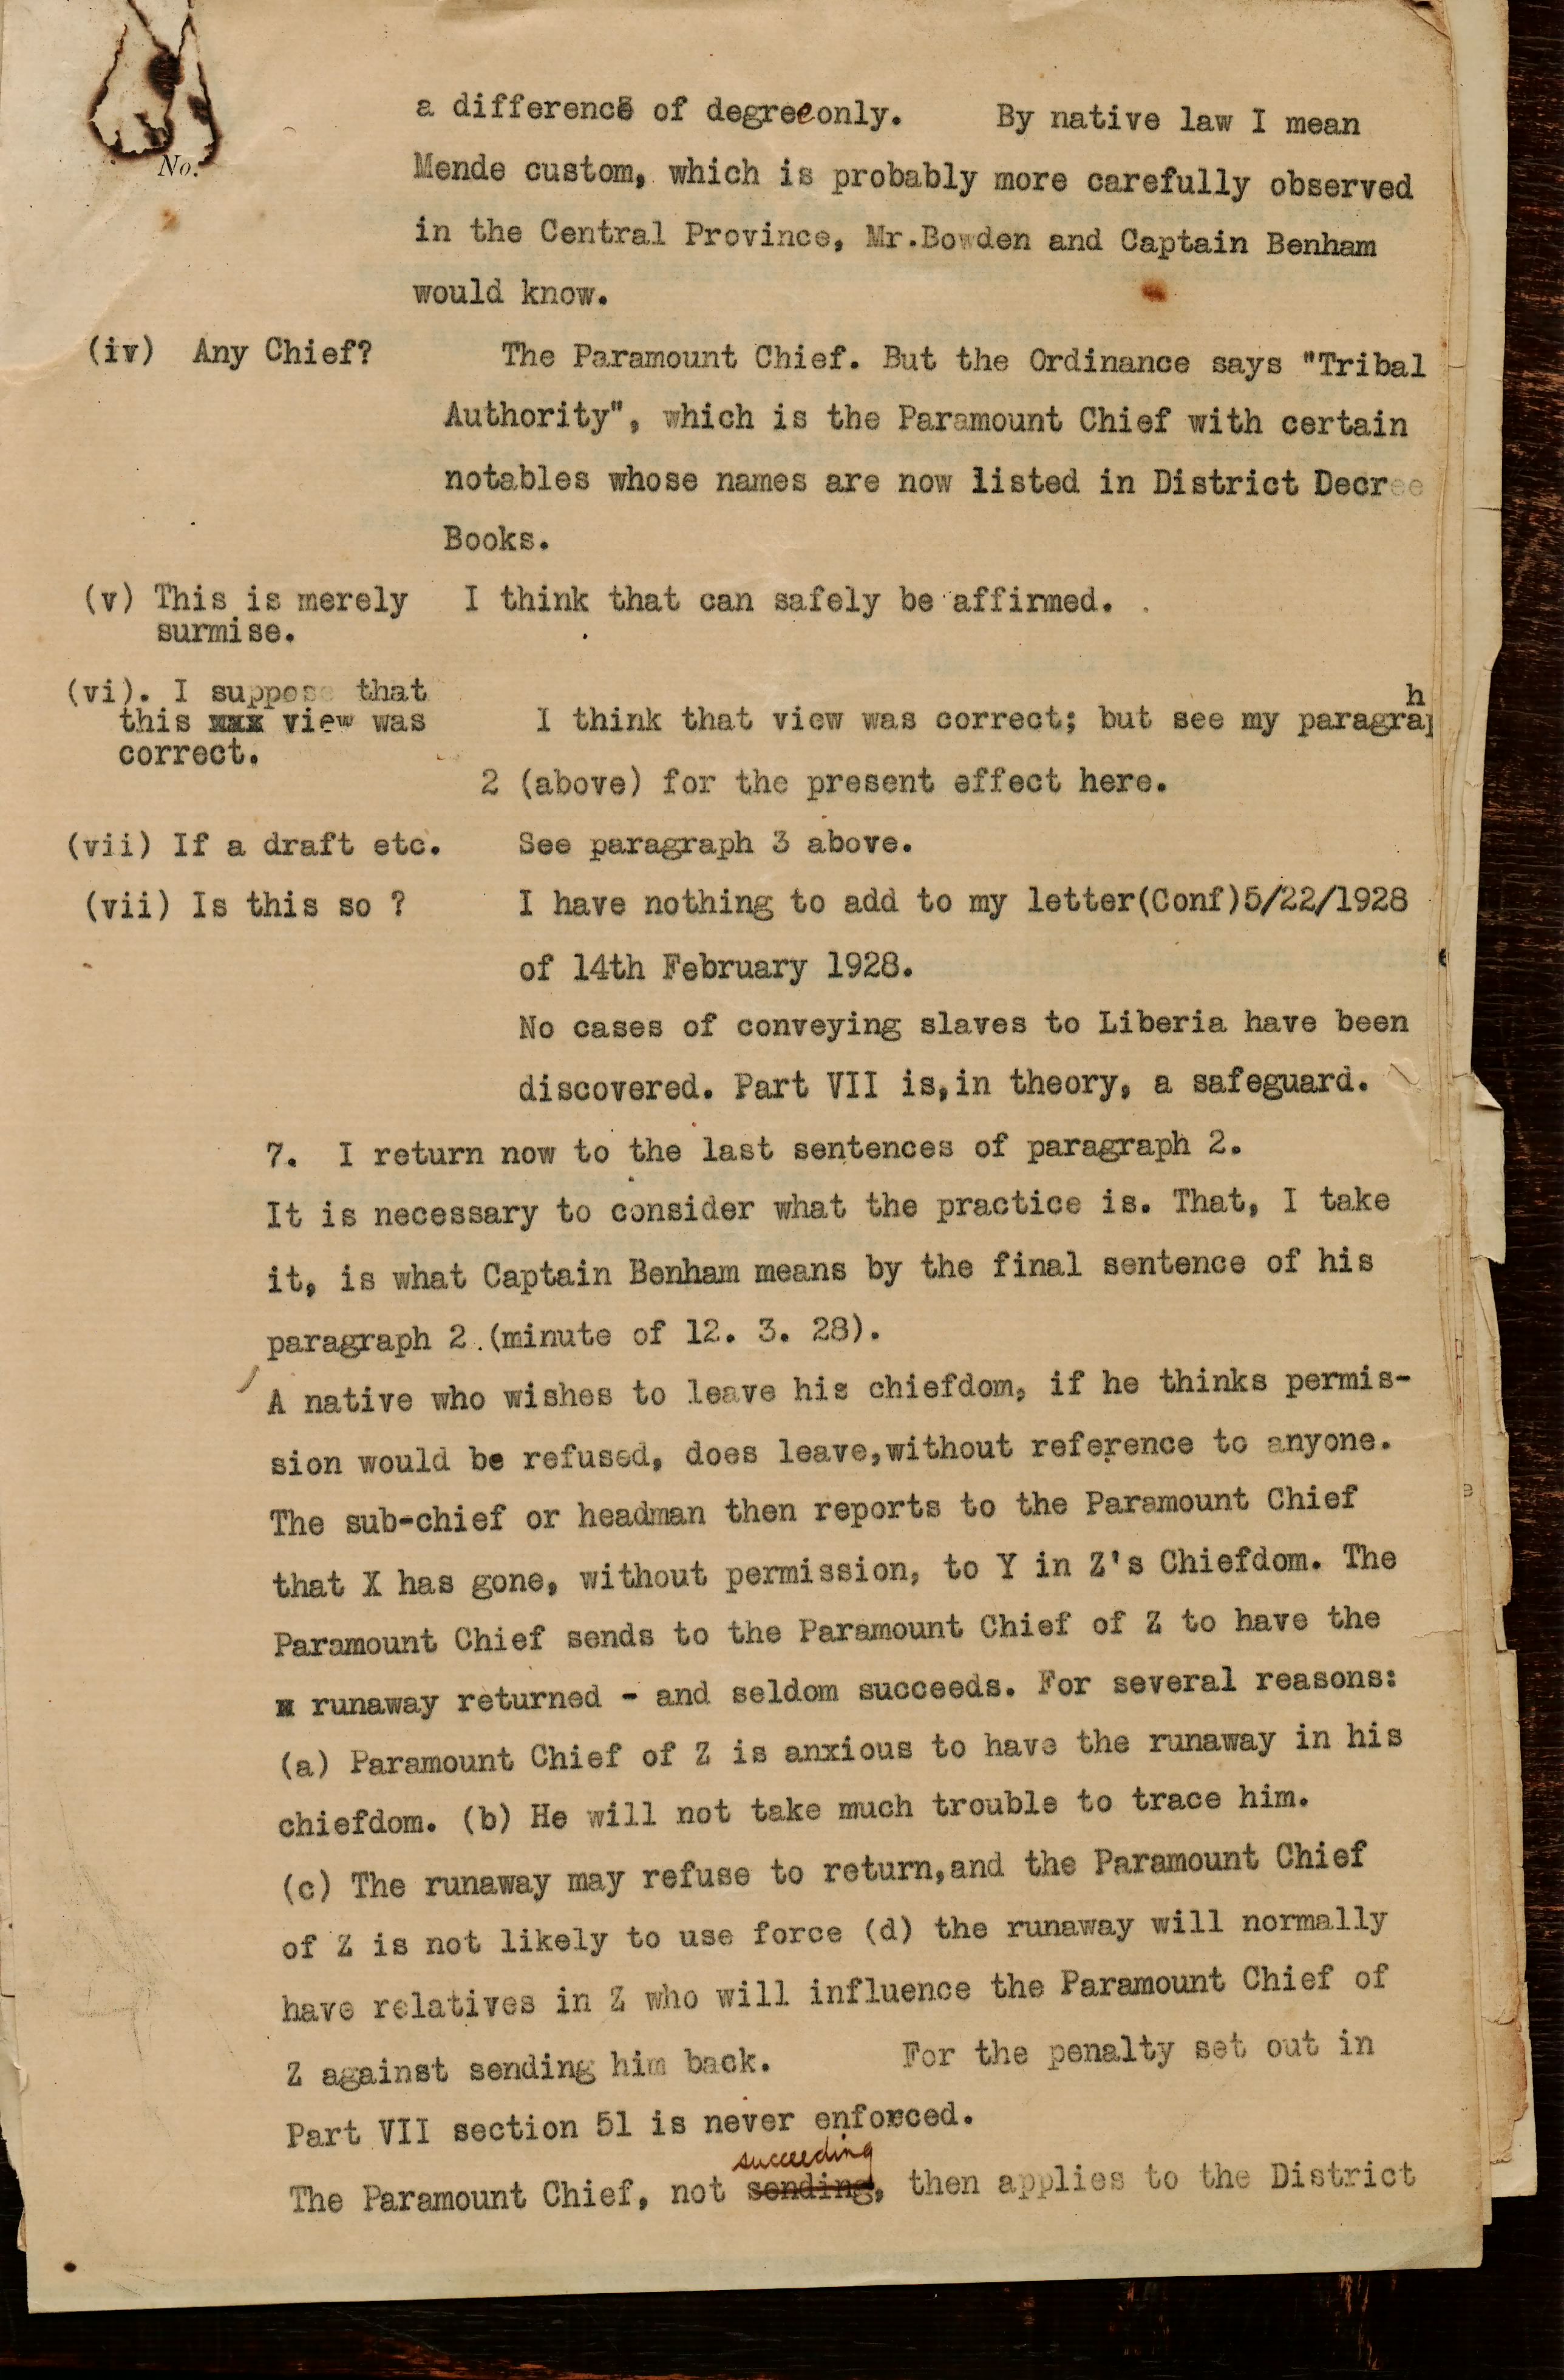 No.
a difference of degree only. By native law I mean
Mende custom, which is probably more carefully observed
in the Central Province, Mr.Bowden and Captain Benham
would know.
(iv) Any Chief? The Paramount Chief. But the Ordinance says "Tribal
Authority", which is the Paramount Chief with certain
notables whose names are now listed in District Decree
Books.
(v) This is merely I think that can safely be affirmed.
surmise.
(vi). I suppose that
this xxx view was I think that view was correct; but see my paragraph
correct.
2 (above) for the present effect here.
(vii) If a draft etc. See paragraph 3 above.
(vii) Is this so ? I have nothing to add to my letter(Conf)5/22/1928
of 14th February 1928.
No cases of conveying slaves to Liberia have been
discovered. Part VII is,in theory, a safeguard.
7. I return now to the last sentences of paragraph 2.
It is necessary to consider what the practice is. That, I take
it, is what Captain Benham means by the final sentence of his
paragraph 2 (minute of 12. 3. 28).
A native who wishes to leave his chiefdom, if he thinks permis-
sion would be refused, does leave,without reference to anyone.
The sub-chief or headman then reports to the Paramount Chief
that X has gone, without permission, to Y in Z's Chiefdom. The
Paramount Chief sends to the Paramount Chief of Z to have the
runaway returned - and seldom succeeds. For several reasons:
(a) Paramount Chief of Z is anxious to have the runaway in his
chiefdom. (b) He will not take much trouble to trace him.
(c) The runaway may refuse to return,and the Paramount Chief
of Z is not likely to use force (d) the runaway will normally
have relatives in Z who will influence the Paramount Chief of
Z against sending him back. For the penalty set out in
Part VII section 51 is never enforced.
succeeding
The Paramount Chief, not sending, then applies to the District